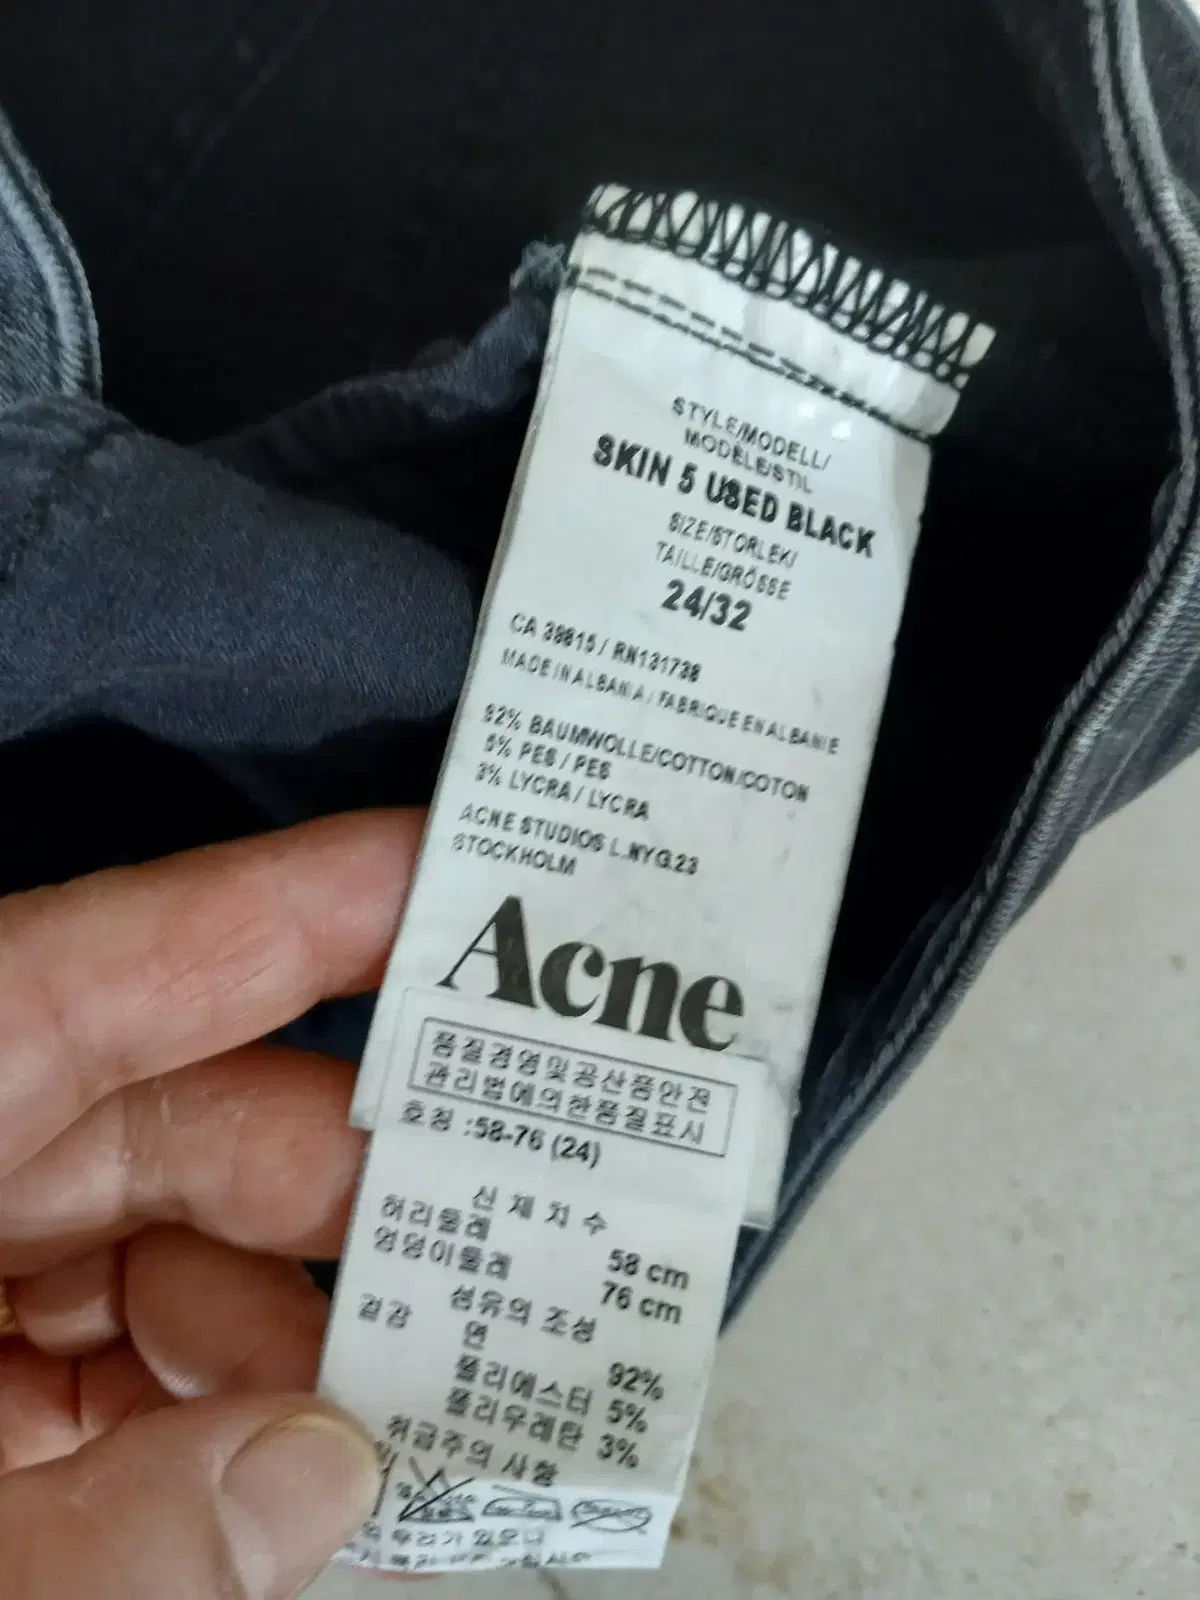 STYLE/MODELL/
MODELE/STIL
SKIN 5 USED BLACK
SIZE/STORLEK/
TAILLE/GRÖSSE
24/32
CA 39815 / RN131738
MADE IN ALBANIA / FABRIQUE EN ALBANIE
92% BAUMWOLLE/COTTON/COTON
5% PES / PES
3% LYCRA / LYCRA
ACNE STUDIOS L.NYG.23
STOCKHOLM
Acne
품질경영및공산품안전
관리법에의한품질표시
호칭 :58-76 (24)
신 체 치 수
허리둘레 58 cm
엉덩이둘레 76 cm
섬유의 조성
겉감 면 92%
폴리에스터 5%
폴리우레탄 3%
취급주의 사항